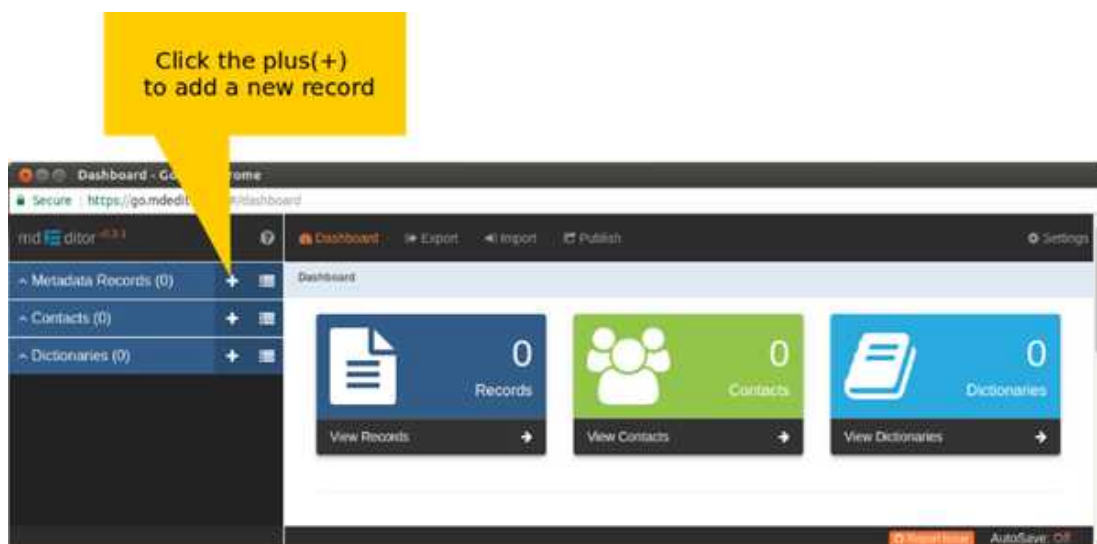 Click the plus(+)
to add a new record
Dashboard - Go
Secure https://go.mdedit
dashboard
md ditor
Dashboard Export Import Publish Settings
Metadata Records (0)
Dashboard
Contacts (0)
Dictionaries (0)
0
Records
0
Contacts
0
Dictionaries
View Records
View Contacts
View Dictionaries
Report Issue AutoSave: Off